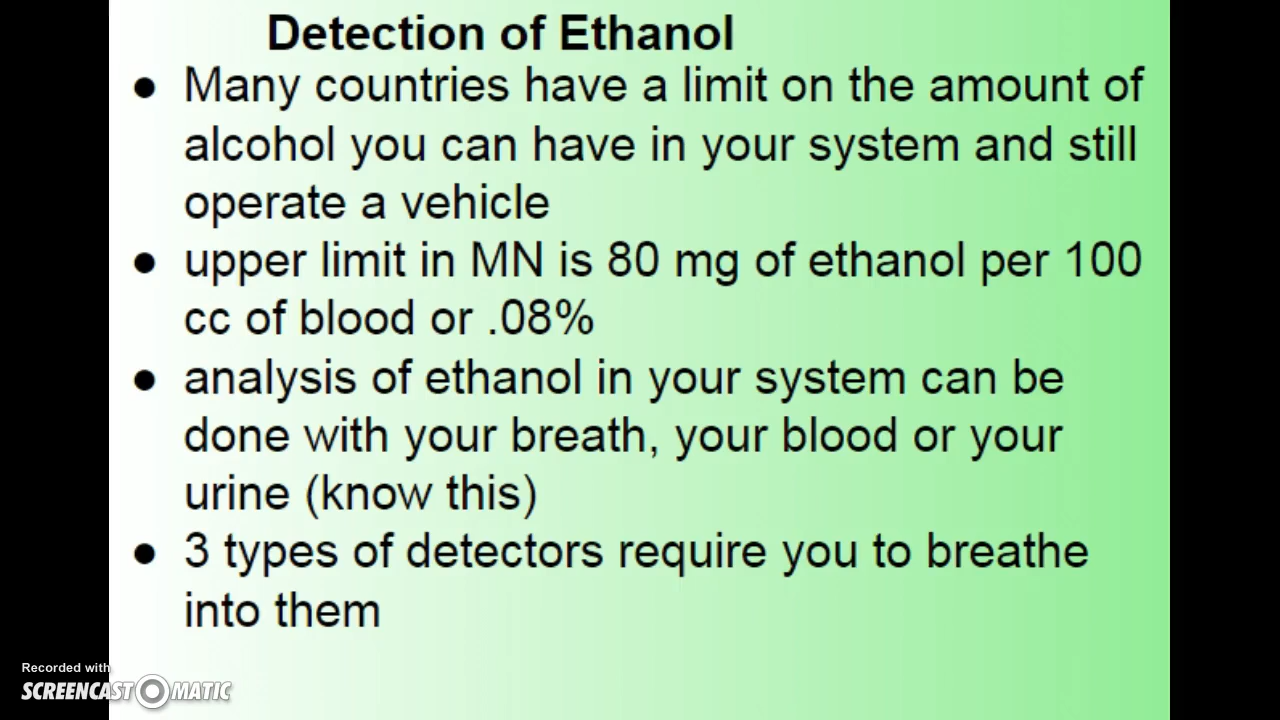 Detection of Ethanol
● Many countries have a limit on the amount of
alcohol you can have in your system and still
operate a vehicle
● upper limit in MN is 80 mg of ethanol per 100
cc of blood or .08%
● analysis of ethanol in your system can be
done with your breath, your blood or your
urine (know this)
● 3 types of detectors require you to breathe
into them
Recorded with
SCREENCAST-O-MATIC